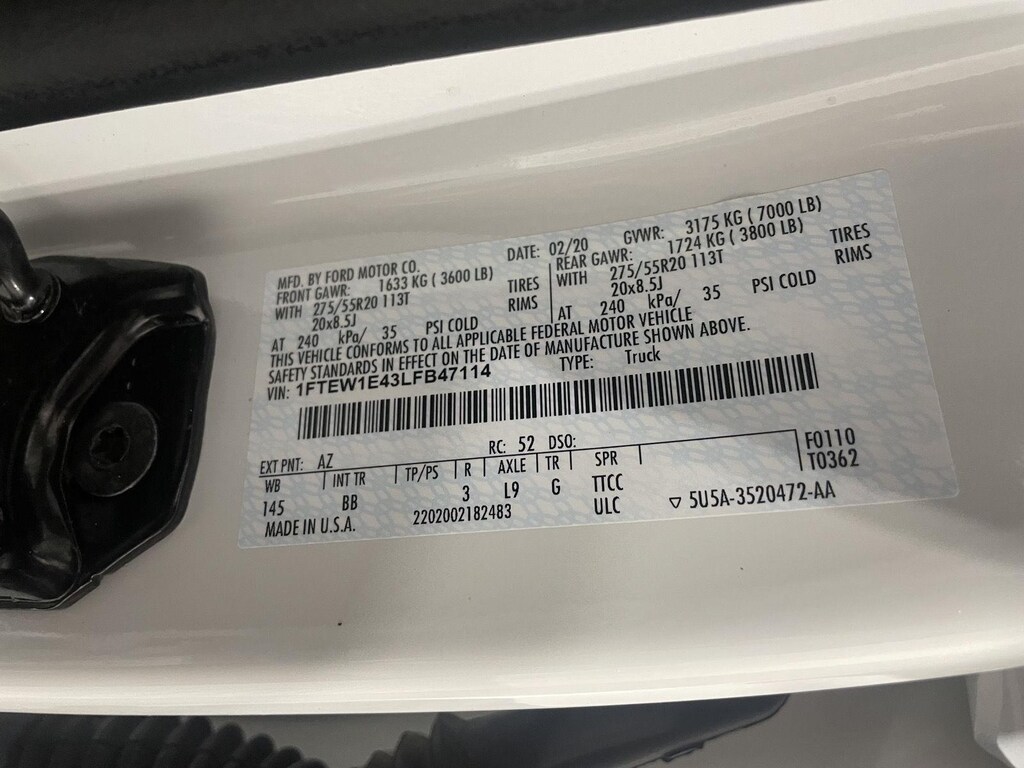 MFD. BY FORD MOTOR CO. DATE: 02/20 GVWR: 3175 KG ( 7000 LB)
FRONT GAWR: 1633 KG ( 3600 LB) REAR GAWR: 1724 KG ( 3800 LB)
WITH 275/55R20 113T TIRES WITH 275/55R20 113T TIRES
20x8.5J RIMS 20x8.5J RIMS
AT 240 kPa/ 35 PSI COLD AT 240 kPa/ 35 PSI COLD
THIS VEHICLE CONFORMS TO ALL APPLICABLE FEDERAL MOTOR VEHICLE
SAFETY STANDARDS IN EFFECT ON THE DATE OF MANUFACTURE SHOWN ABOVE.
VIN: 1FTEW1E43LFB47114 TYPE: Truck
EXT PNT: AZ RC: 52 DSO: F0110
WB INT TR TP/PS R AXLE TR SPR T0362
145 BB 3 L9 G TTCC
MADE IN U.S.A. 2202002182483 ULC ▽ 5U5A-3520472-AA